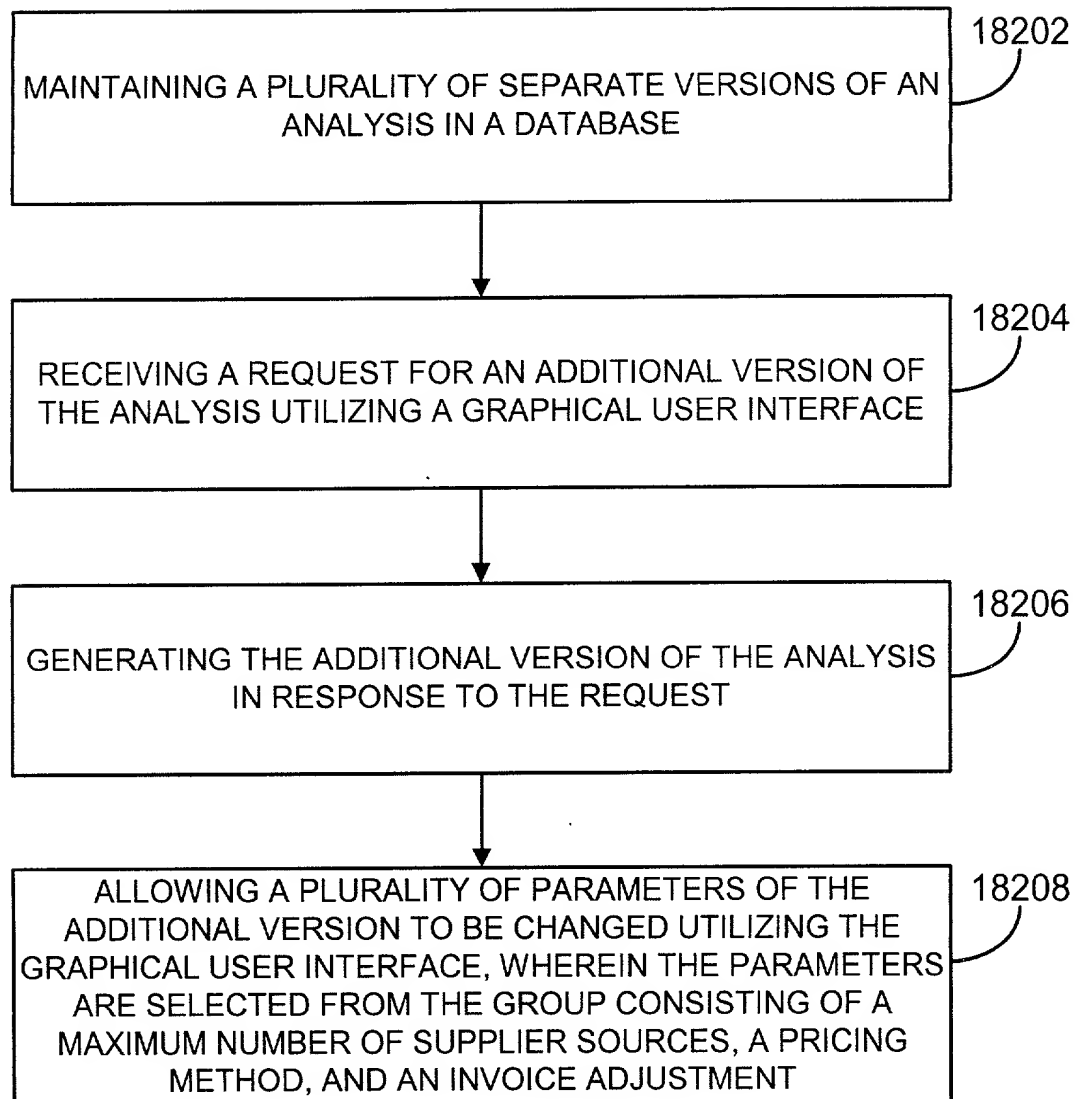 18202
MAINTAINING A PLURALITY OF SEPARATE VERSIONS OF AN
ANALYSIS IN A DATABASE
18204
RECEIVING A REQUEST FOR AN ADDITIONAL VERSION OF
THE ANALYSIS UTILIZING A GRAPHICAL USER INTERFACE
18206
GENERATING THE ADDITIONAL VERSION OF THE ANALYSIS
IN RESPONSE TO THE REQUEST
18208
ALLOWING A PLURALITY OF PARAMETERS OF THE
ADDITIONAL VERSION TO BE CHANGED UTILIZING THE
GRAPHICAL USER INTERFACE, WHEREIN THE PARAMETERS
ARE SELECTED FROM THE GROUP CONSISTING OF A
MAXIMUM NUMBER OF SUPPLIER SOURCES, A PRICING
METHOD, AND AN INVOICE ADJUSTMENT